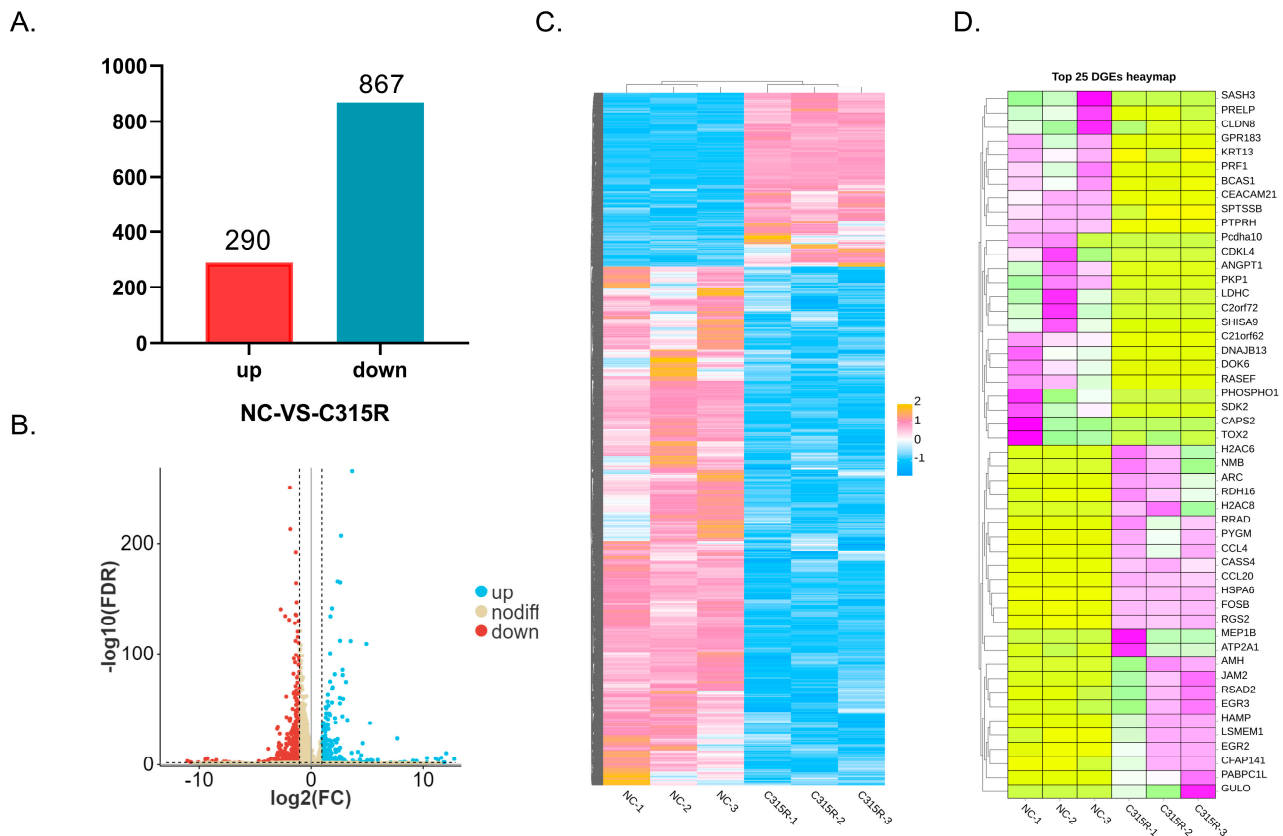 A.
1000
800
600
400
200
0
290
867
up
down
NC-VS-C315R
B.
200
100
0
-log10(FDR)
-10
0
10
log2(FC)
up
nodiff
down
C.
2
1
0
-1
NC-1
NC-2
NC-3
C315R-1
C315R-2
C315R-3
D.
Top 25 DGEs heaymap
SASH3
PRELP
CLDN8
GPR183
KRT13
PRF1
BCAS1
CEACAM21
SPTSSB
PTPRH
Pcdha10
CDKL4
ANGPT1
PKP1
LDHC
C2orf72
SHISA9
C21orf62
DNAJB13
DOK6
RASEF
PHOSPHO1
SDK2
CAPS2
TOX2
H2AC6
NMB
ARC
RDH16
H2AC8
RRAD
PYGM
CCL4
CASS4
CCL20
HSPA6
FOSB
RGS2
MEP1B
ATP2A1
AMH
JAM2
RSAD2
EGR3
HAMP
LSMEM1
EGR2
CFAP141
PABPC1L
GULO
NC-1
NC-2
NC-3
C315R-1
C315R-2
C315R-3